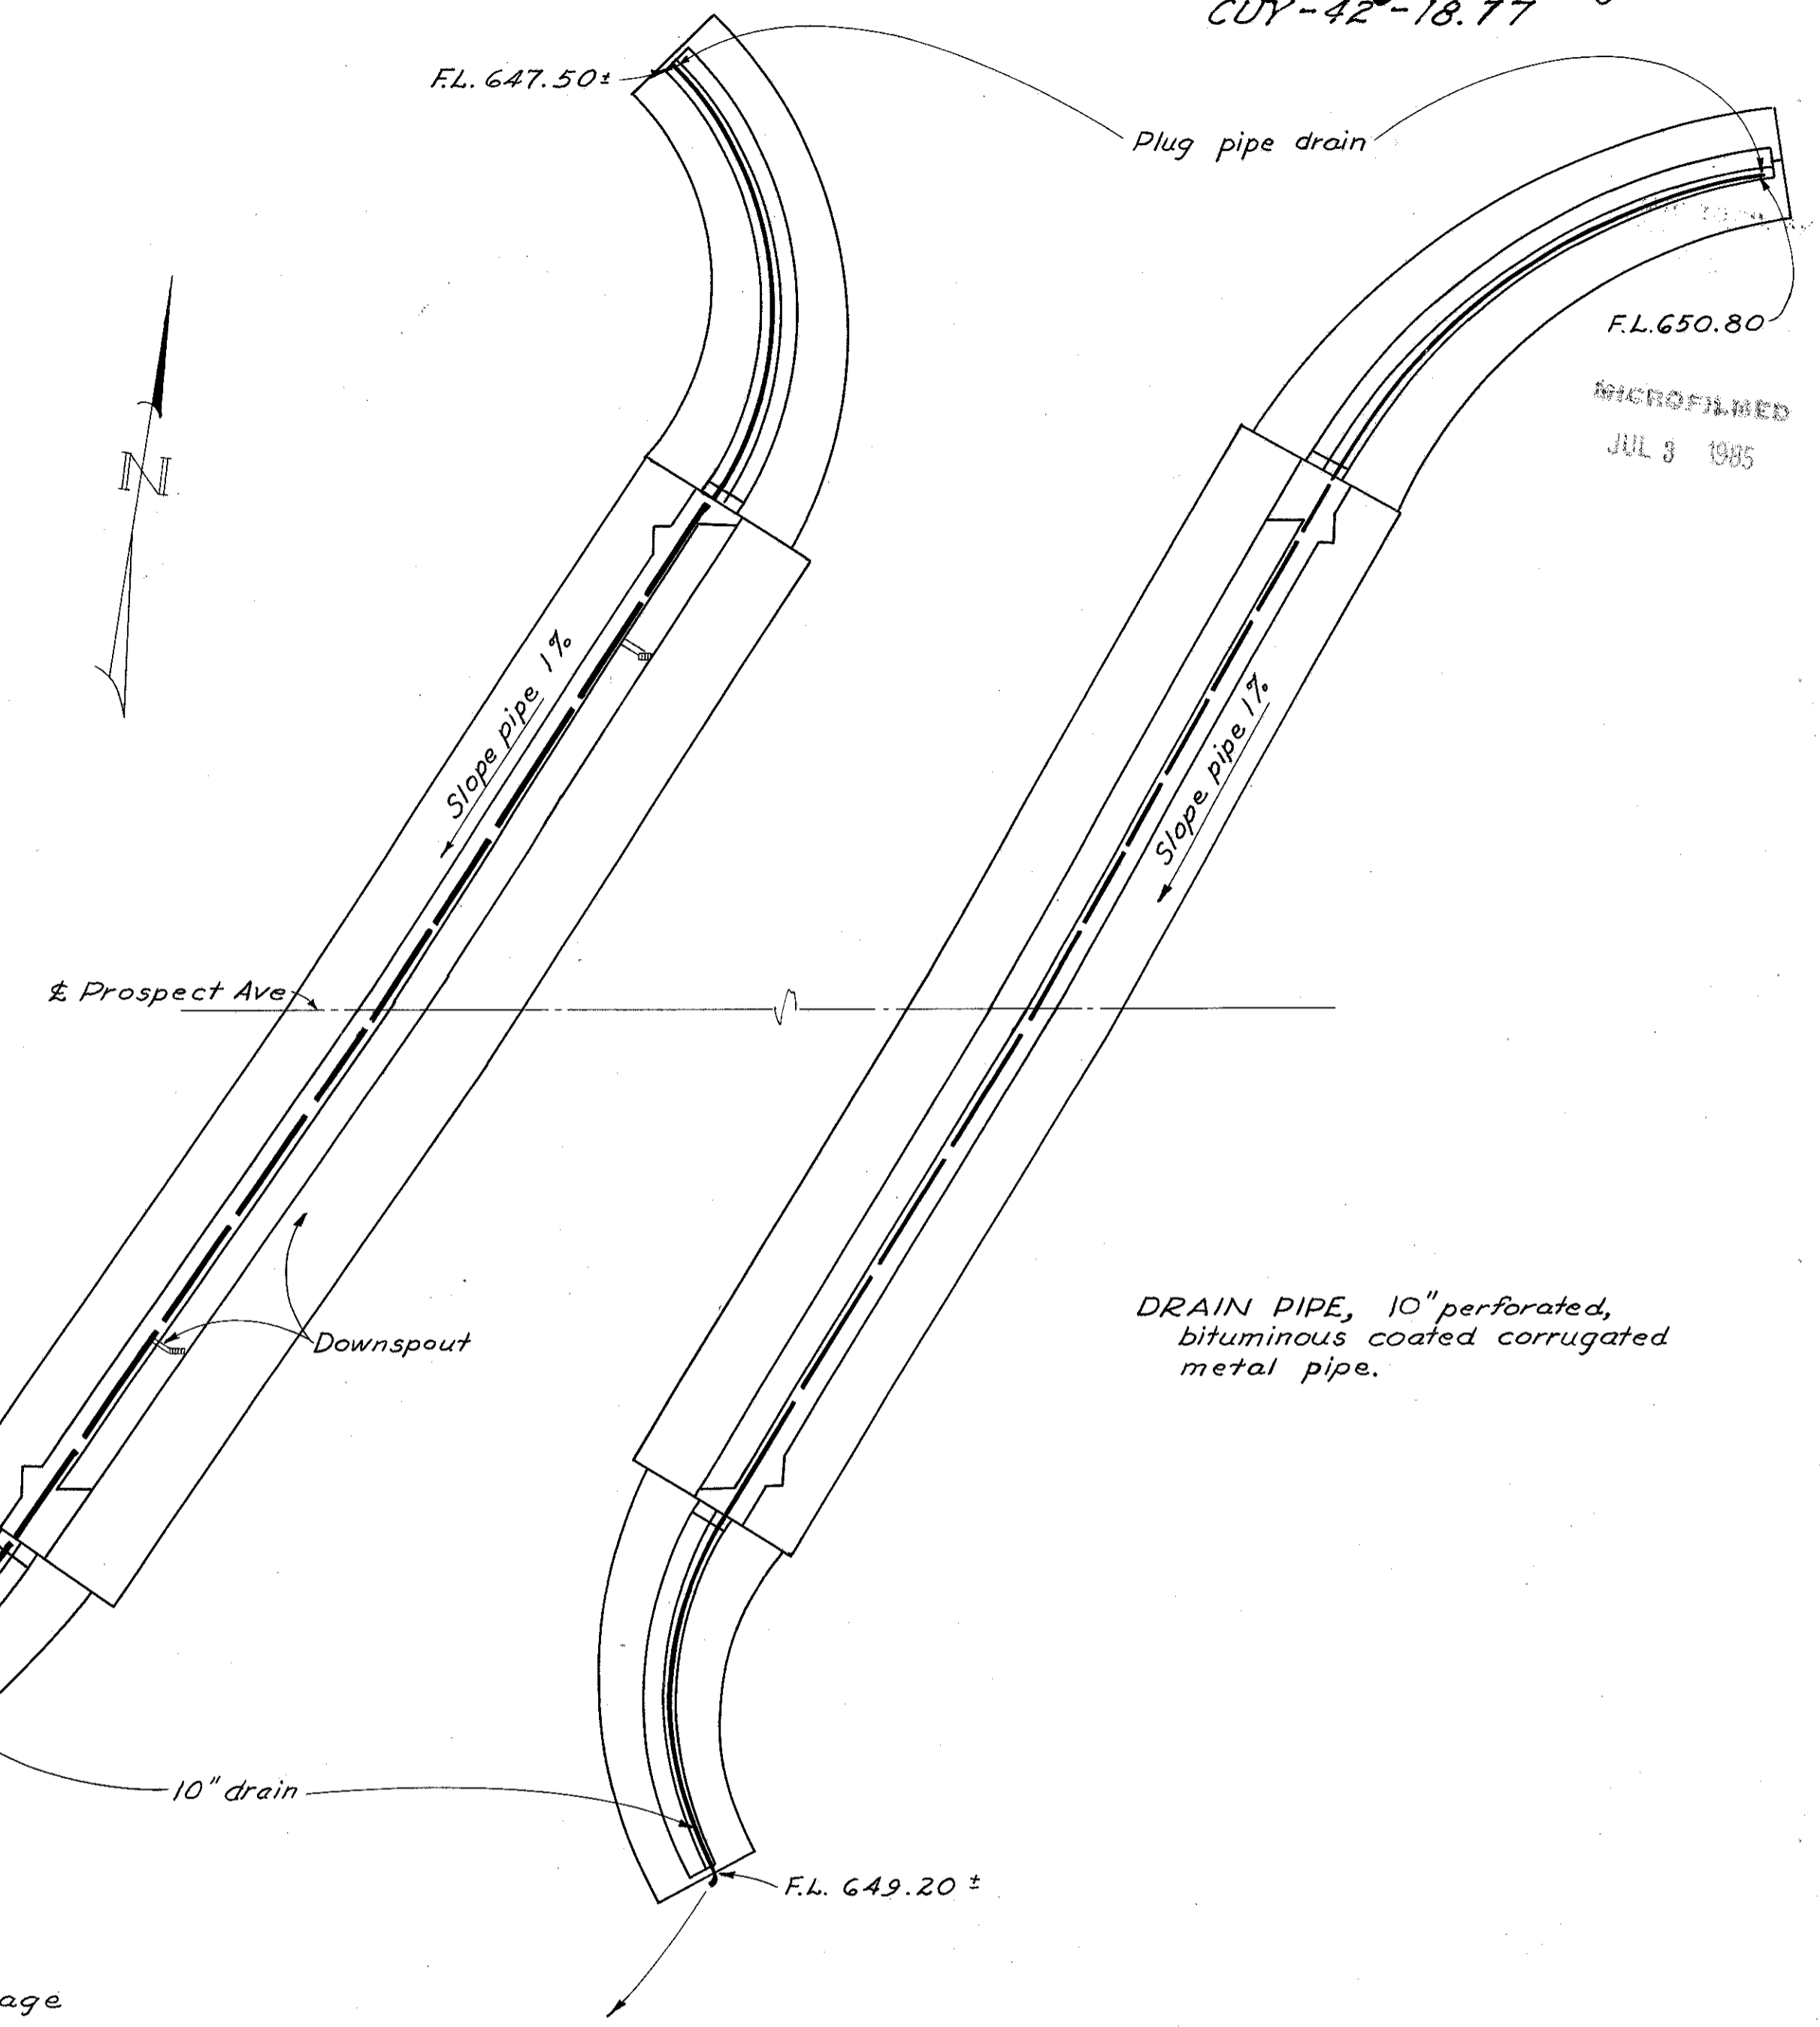 CUY-42-18.77
F.L. 647.50±
Plug pipe drain
F.L. 650.80
MICROFILMED
JUL 3 1985
N
Slope pipe 1%
Slope pipe 1%
℄ Prospect Ave
DRAIN PIPE, 10" perforated,
bituminous coated corrugated
metal pipe.
Downspout
10" drain
F.L. 649.20 ±
age